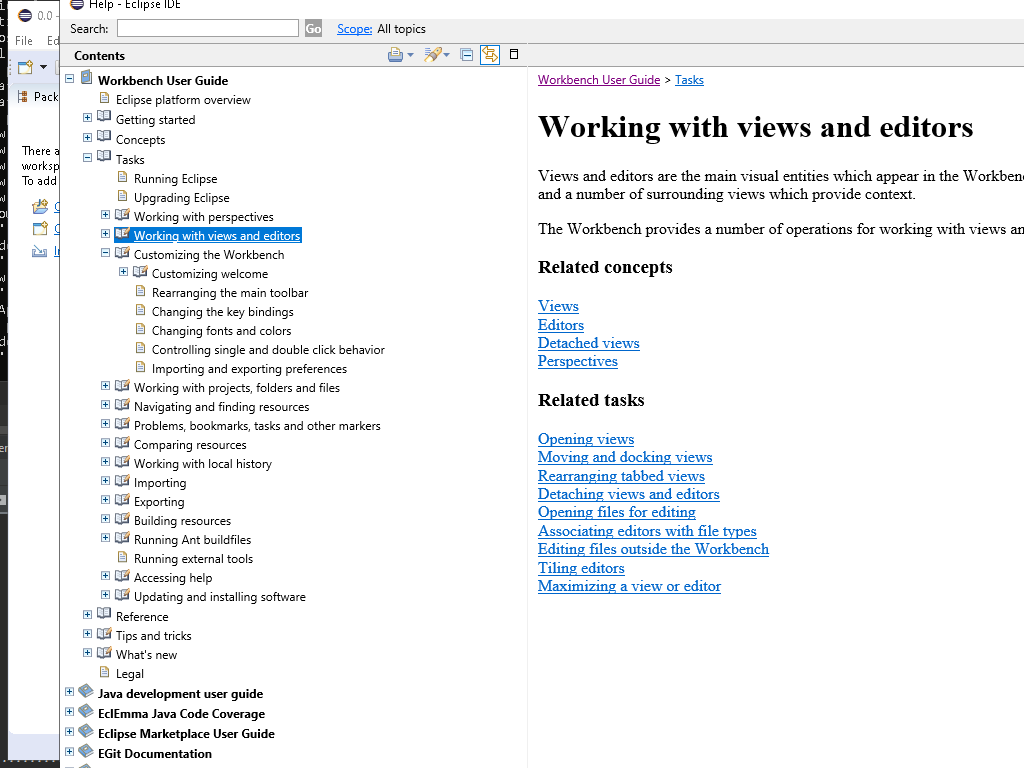 Help - Eclipse IDE
0.0 -
Search:
Go
Scope: All topics
File Ed
Contents
Pack
There a
worksp
To add
Workbench User Guide
Eclipse platform overview
Getting started
Concepts
Tasks
Running Eclipse
Upgrading Eclipse
Working with perspectives
Working with views and editors
Customizing the Workbench
Customizing welcome
Rearranging the main toolbar
Changing the key bindings
Changing fonts and colors
Controlling single and double click behavior
Importing and exporting preferences
Working with projects, folders and files
Navigating and finding resources
Problems, bookmarks, tasks and other markers
Comparing resources
Working with local history
Importing
Exporting
Building resources
Running Ant buildfiles
Running external tools
Accessing help
Updating and installing software
Reference
Tips and tricks
What's new
Legal
Java development user guide
EclEmma Java Code Coverage
Eclipse Marketplace User Guide
EGit Documentation
Workbench User Guide > Tasks
Working with views and editors
Views and editors are the main visual entities which appear in the Workben
and a number of surrounding views which provide context.
The Workbench provides a number of operations for working with views an
Related concepts
Views
Editors
Detached views
Perspectives
Related tasks
Opening views
Moving and docking views
Rearranging tabbed views
Detaching views and editors
Opening files for editing
Associating editors with file types
Editing files outside the Workbench
Tiling editors
Maximizing a view or editor